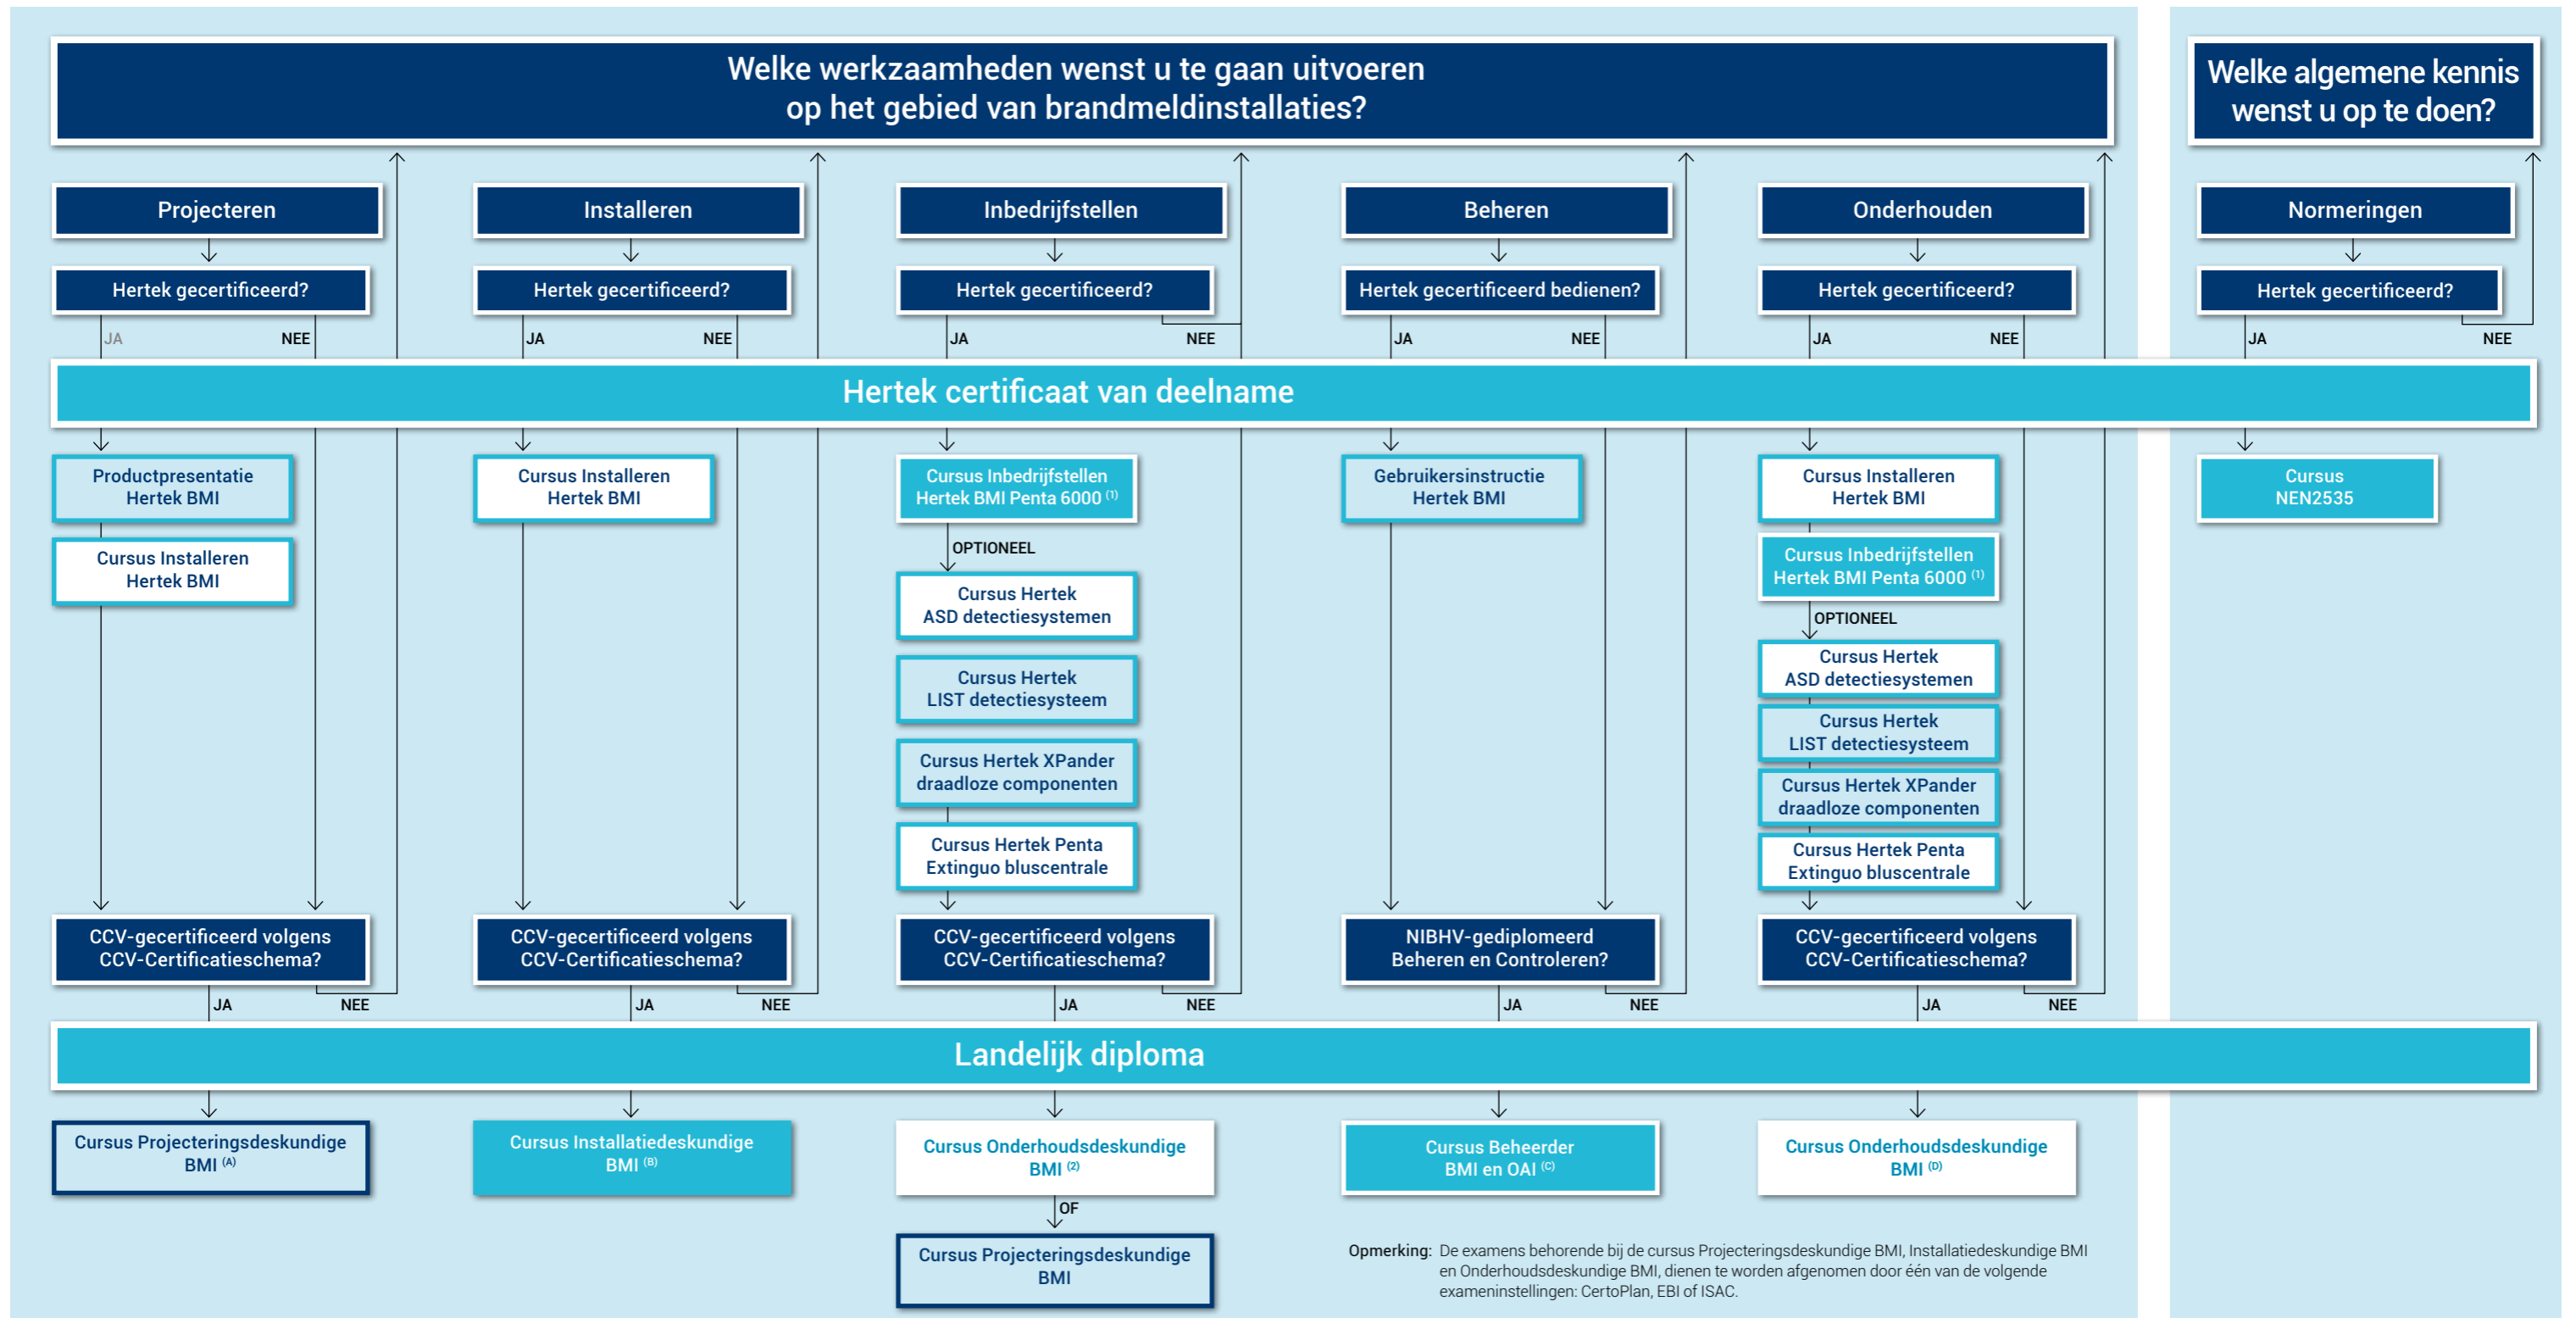 Welke werkzaamheden wenst u te gaan uitvoeren
op het gebied van brandmeldinstallaties?
Welke algemene kennis
wenst u op te doen?
Projecteren
Installeren
Inbedrijfstellen
Beheren
Onderhouden
Normeringen
Hertek gecertificeerd?
Hertek gecertificeerd?
Hertek gecertificeerd?
Hertek gecertificeerd bedienen?
Hertek gecertificeerd?
Hertek gecertificeerd?
JA
NEE
JA
NEE
JA
NEE
JA
NEE
JA
NEE
JA
NEE
Hertek certificaat van deelname
Productpresentatie
Hertek BMI
Cursus Installeren
Hertek BMI
Cursus Installeren
Hertek BMI
Cursus Inbedrijfstellen
Hertek BMI Penta 6000 (1)
OPTIONEEL
Cursus Hertek
ASD detectiesystemen
Cursus Hertek
LIST detectiesysteem
Cursus Hertek XPander
draadloze componenten
Cursus Hertek Penta
Extinguo bluscentrale
Gebruikersinstructie
Hertek BMI
Cursus Installeren
Hertek BMI
Cursus Inbedrijfstellen
Hertek BMI Penta 6000 (1)
OPTIONEEL
Cursus Hertek
ASD detectiesystemen
Cursus Hertek
LIST detectiesysteem
Cursus Hertek XPander
draadloze componenten
Cursus Hertek Penta
Extinguo bluscentrale
Cursus
NEN2535
CCV-gecertificeerd volgens
CCV-Certificatieschema?
CCV-gecertificeerd volgens
CCV-Certificatieschema?
CCV-gecertificeerd volgens
CCV-Certificatieschema?
NIBHV-gediplomeerd
Beheren en Controleren?
CCV-gecertificeerd volgens
CCV-Certificatieschema?
JA
NEE
JA
NEE
JA
NEE
JA
NEE
JA
NEE
Landelijk diploma
Cursus Projecteringsdeskundige
BMI (A)
Cursus Installatiedeskundige
BMI (B)
Cursus Onderhoudsdeskundige
BMI (2)
OF
Cursus Projecteringsdeskundige
BMI
Cursus Beheerder
BMI en OAI (C)
Cursus Onderhoudsdeskundige
BMI (D)
Opmerking: De examens behorende bij de cursus Projecteringsdeskundige BMI, Installatiedeskundige BMI
en Onderhoudsdeskundige BMI, dienen te worden afgenomen door één van de volgende
exameninstellingen: CertoPlan, EBI of ISAC.